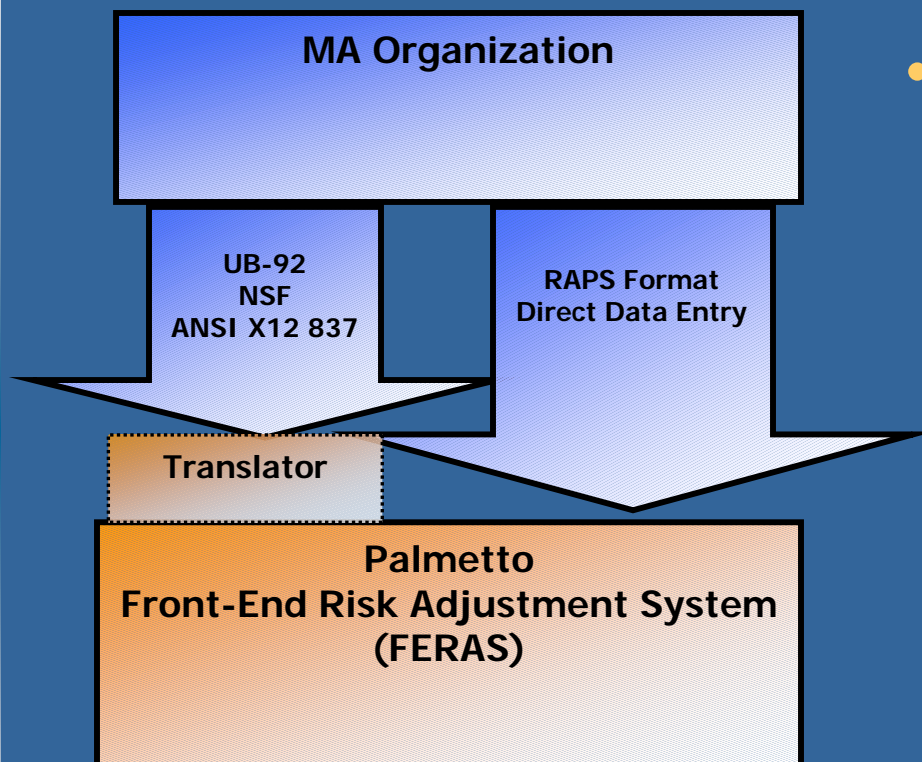 MA Organization
UB-92
NSF
ANSI X12 837
RAPS Format
Direct Data Entry
Translator
Palmetto
Front-End Risk Adjustment System
(FERAS)